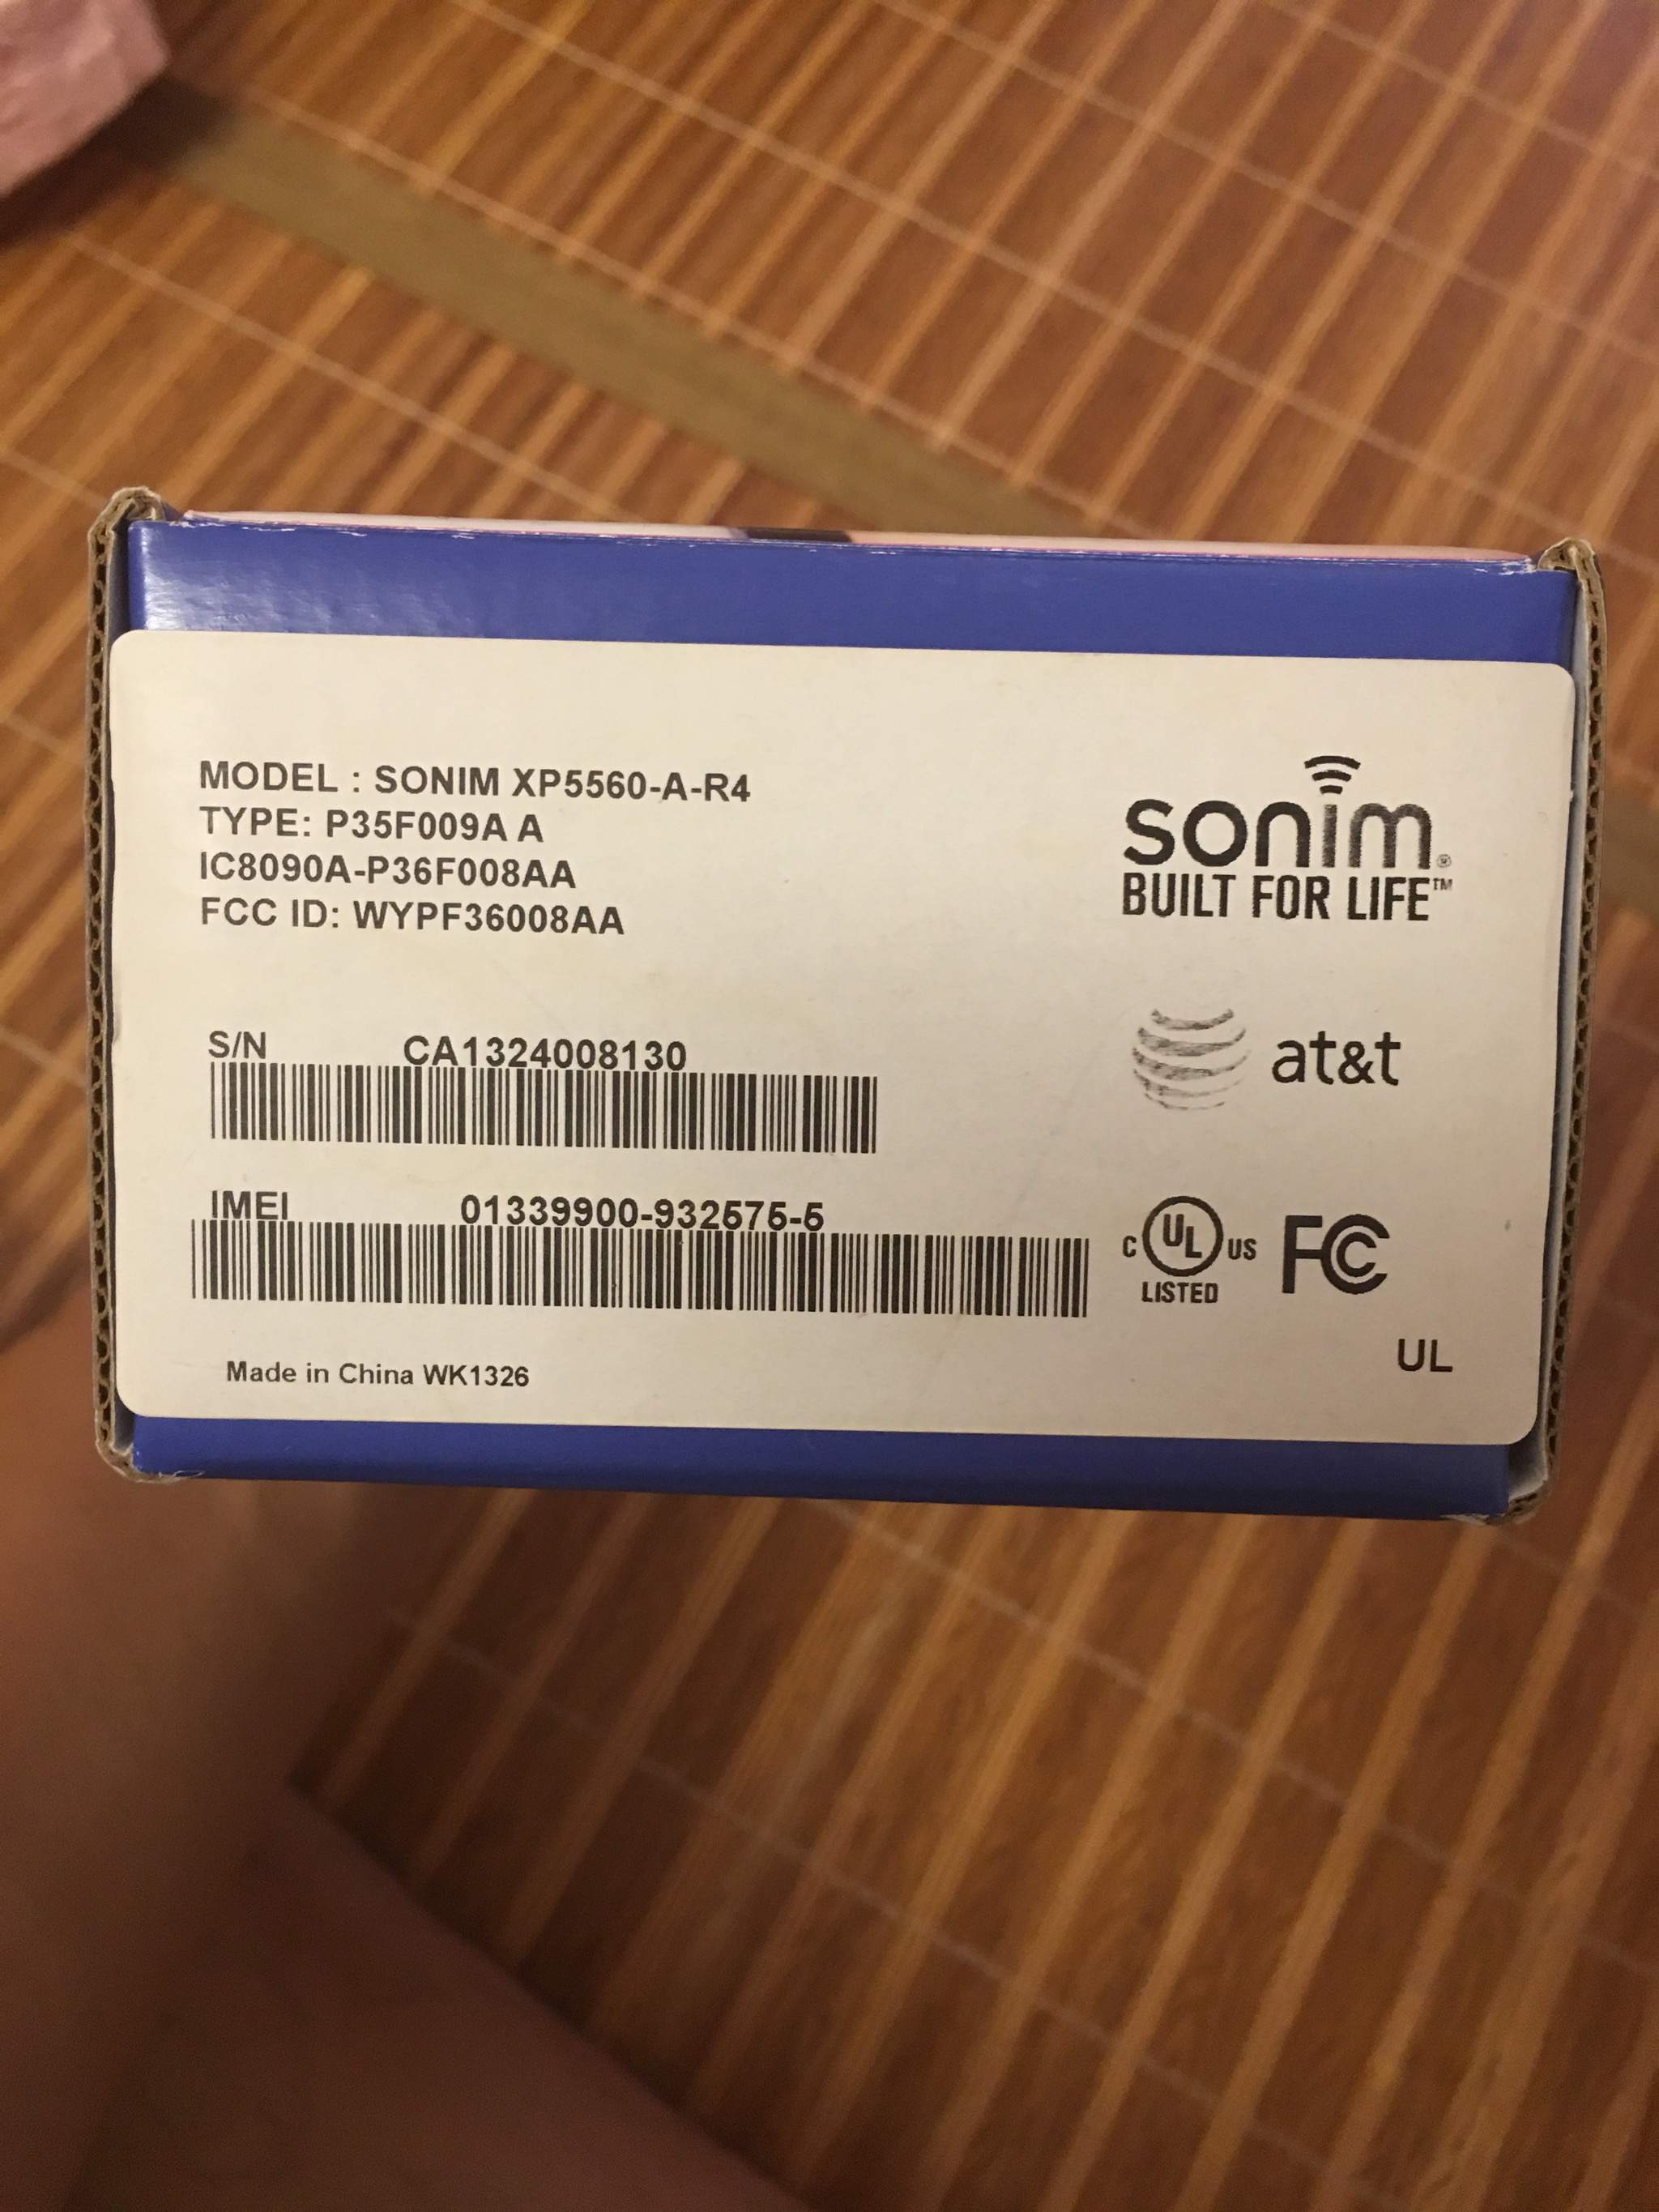 MODEL : SONIM XP5560-A-R4
TYPE: P35F009A A
IC8090A-P36F008AA
FCC ID: WYPF36008AA
sonim®
BUILT FOR LIFE™
S/N CA1324008130
at&t
IMEI 01339900-932575-5
C UL US
LISTED
FC
UL
Made in China WK1326